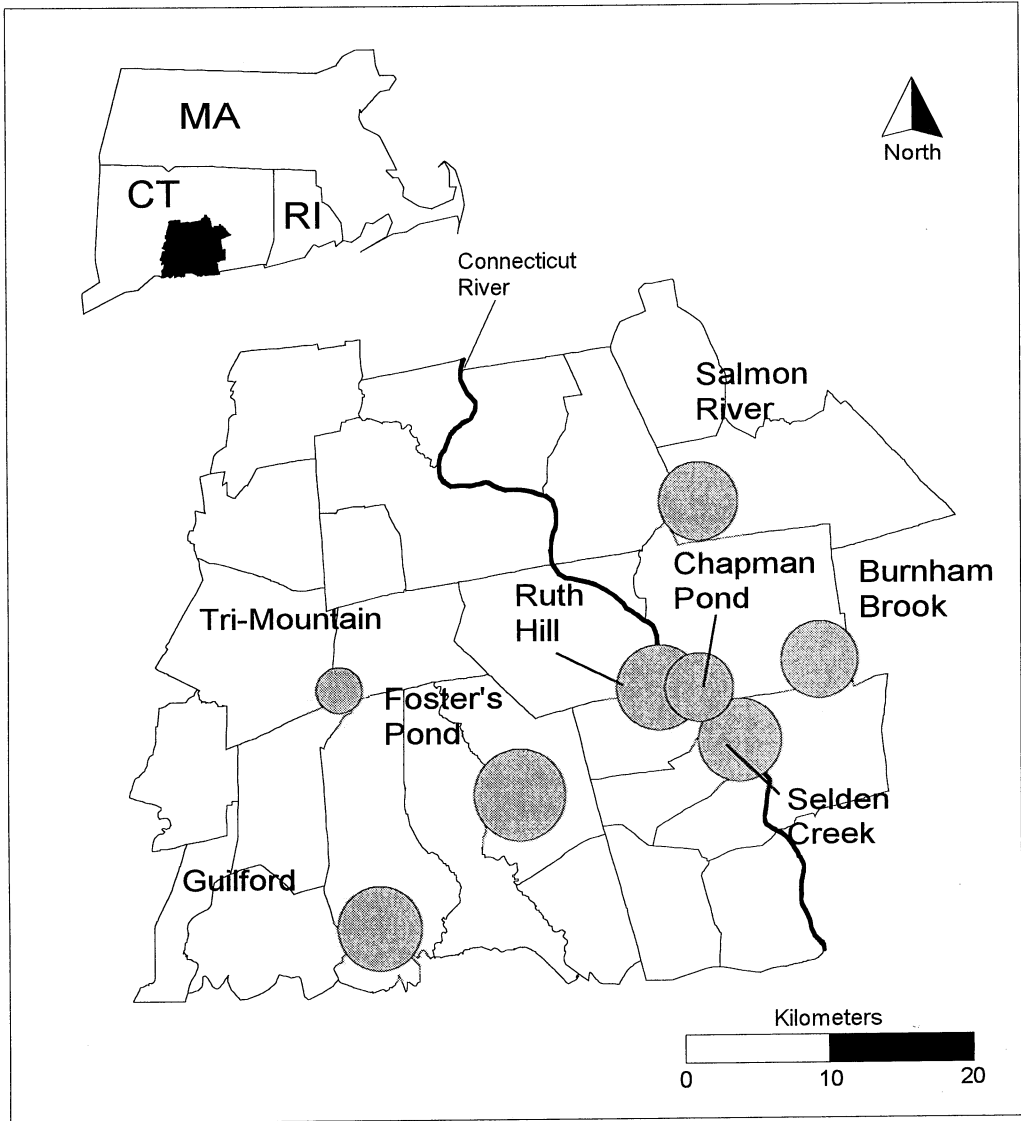 MA
CT
RI
North
Connecticut
River
Salmon
River
Chapman
Pond
Burnham
Brook
Ruth
Hill
Tri-Mountain
Foster's
Pond
Selden
Creek
Guilford
Kilometers
0 10 20